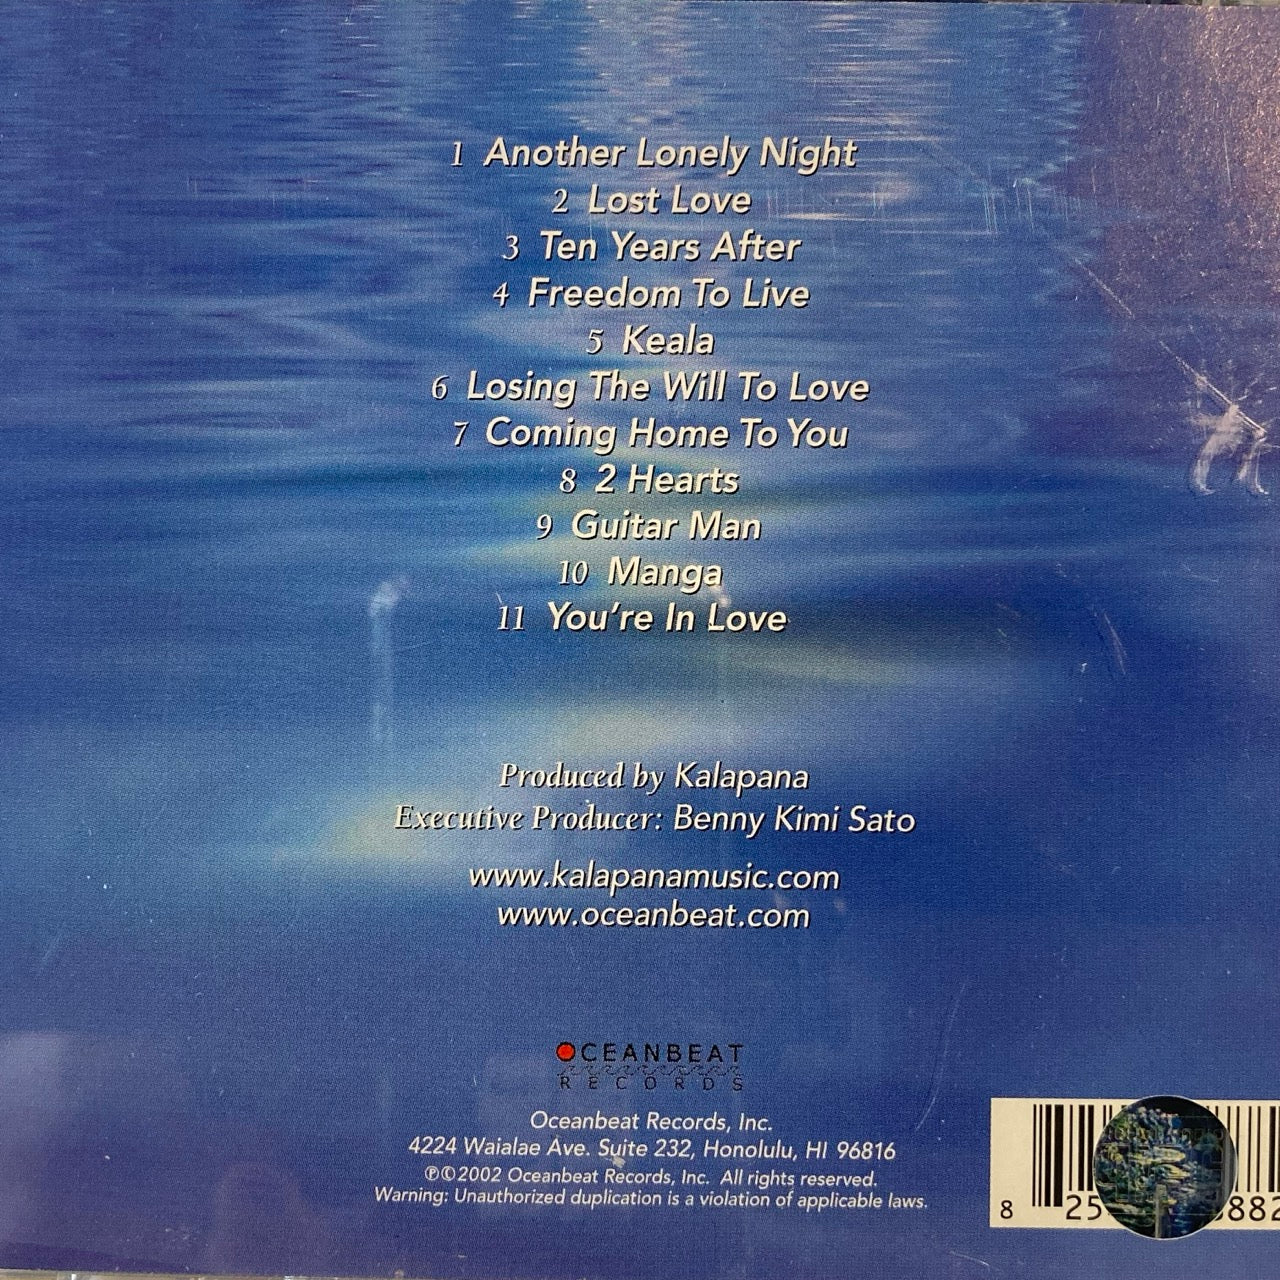 1 Another Lonely Night
2 Lost Love
3 Ten Years After
4 Freedom To Live
5 Keala
6 Losing The Will To Love
7 Coming Home To You
8 2 Hearts
9 Guitar Man
10 Manga
11 You're In Love
Produced by Kalapana
Executive Producer: Benny Kimi Sato
www.kalapanamusic.com
www.oceanbeat.com
OCEANBEAT
RECORDS
Oceanbeat Records, Inc.
4224 Waialae Ave. Suite 232, Honolulu, HI 96816
℗©2002 Oceanbeat Records, Inc. All rights reserved.
Warning: Unauthorized duplication is a violation of applicable laws.
8 25